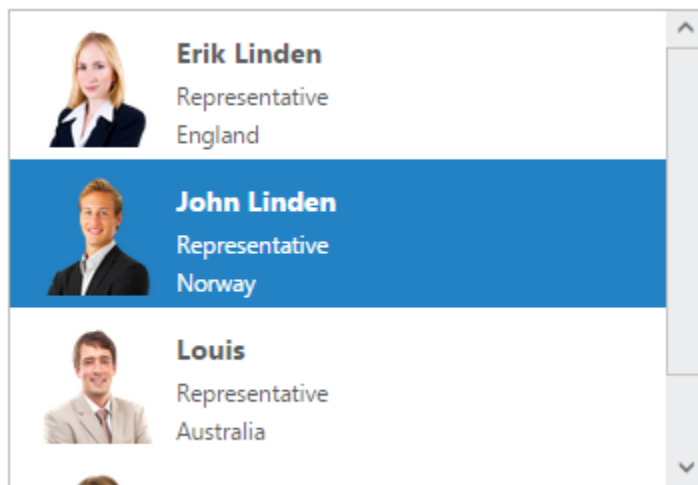 Erik Linden
Representative
England
John Linden
Representative
Norway
Louis
Representative
Australia